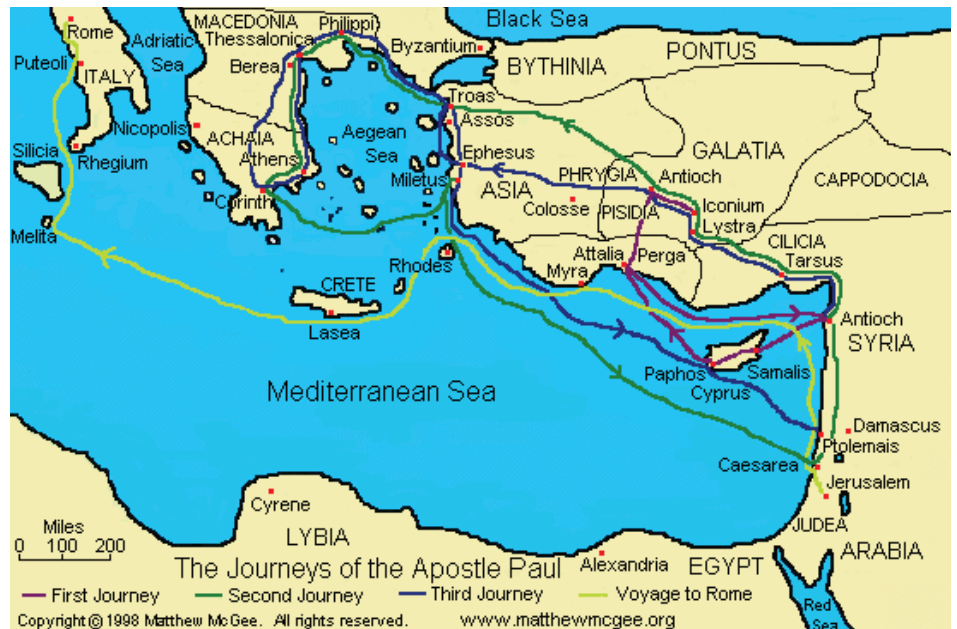 Black Sea
Rome
Adriatic
Sea
MACEDONIA
Philippi
Thessalonica
Byzantium
PONTUS
BYTHINIA
Puteoli
ITALY
Berea
Troas
Assos
Nicopolis
ACHAIA
Aegean
Sea
GALATIA
Silicia
Rhegium
Athens
Ephesus
PHRYGIA
Antioch
CAPPODOCIA
Miletus
ASIA
Corinth
Colosse
PISIDIA
Iconium
Lystra
Melita
CILICIA
Tarsus
Rhodes
Attalia
Perga
Myra
CRETE
Lasea
Antioch
SYRIA
Paphos
Samalis
Cyprus
Mediterranean Sea
Damascus
Ptolemais
Caesarea
Jerusalem
Cyrene
JUDEA
Miles
0 100 200
LYBIA
ARABIA
The Journeys of the Apostle Paul
Alexandria
EGYPT
First Journey
Second Journey
Third Journey
Voyage to Rome
Red
Sea
Copyright © 1998 Matthew McGee. All rights reserved.
www.matthewmcgee.org